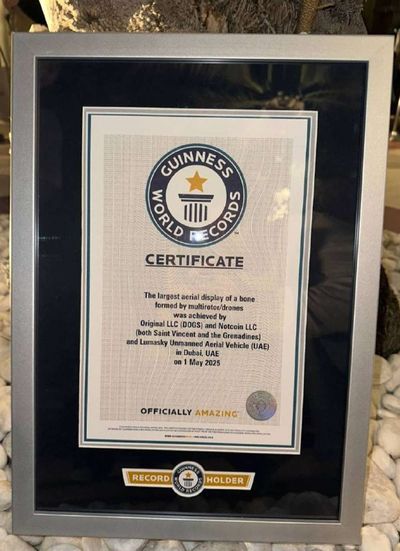 GUINNESS
WORLD RECORDS
CERTIFICATE
The largest aerial display of a bone
formed by multirotor/drones
was achieved by
Original LLC (DOGS) and Notcoin LLC
(both Saint Vincent and the Grenadines)
and Lumasky Unmanned Aerial Vehicle (UAE)
in Dubai, UAE
on 1 May 2025
OFFICIALLY AMAZING
RECORD HOLDER